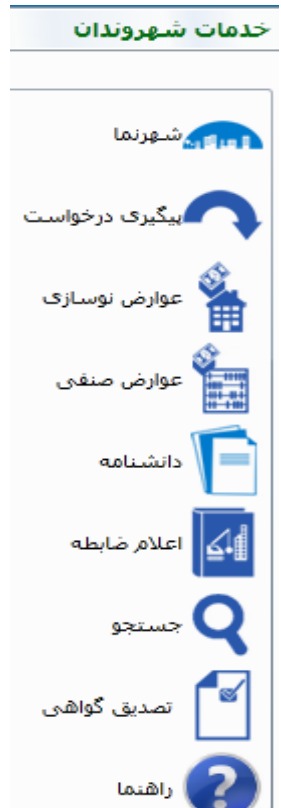 خدمات شهروندان
شهرنما
پیگیری درخواست
عوارض نوسازی
عوارض صنفی
دانشنامه
اعلام ضابطه
جستجو
تصدیق گواهی
راهنما